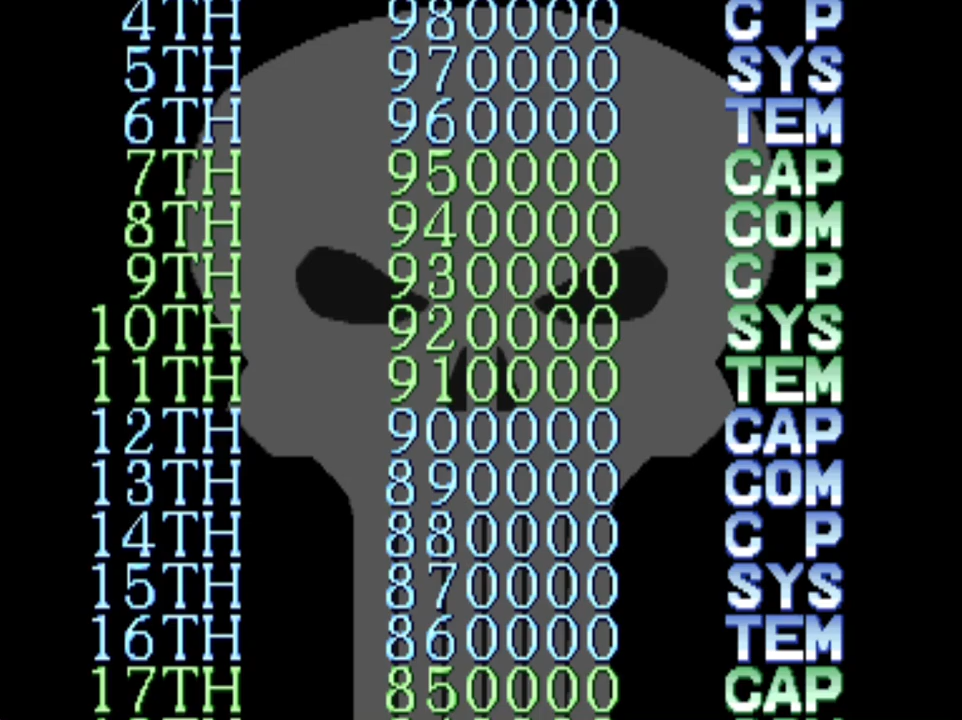 4TH 980000 C P
5TH 970000 SYS
6TH 960000 TEM
7TH 950000 CAP
8TH 940000 COM
9TH 930000 C P
10TH 920000 SYS
11TH 910000 TEM
12TH 900000 CAP
13TH 890000 COM
14TH 880000 C P
15TH 870000 SYS
16TH 860000 TEM
17TH 850000 CAP